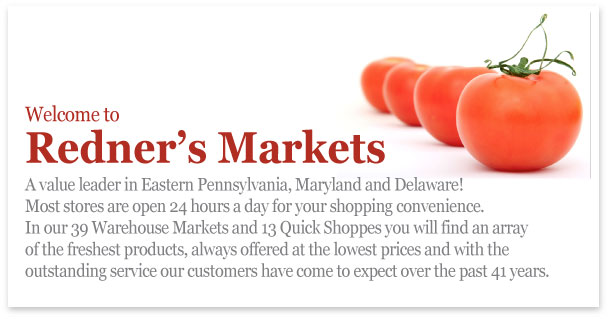 Welcome to
Redner’s Markets
A value leader in Eastern Pennsylvania, Maryland and Delaware!
Most stores are open 24 hours a day for your shopping convenience.
In our 39 Warehouse Markets and 13 Quick Shoppes you will find an array
of the freshest products, always offered at the lowest prices and with the
outstanding service our customers have come to expect over the past 41 years.